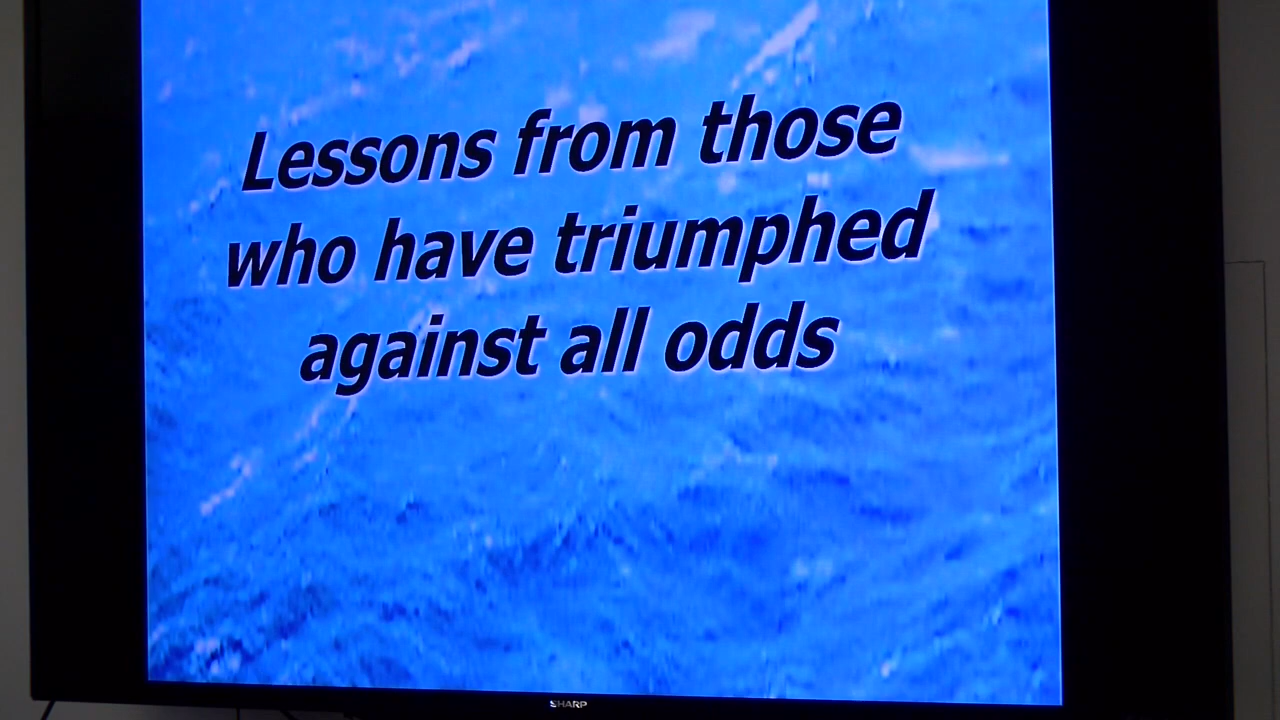 Lessons from those
who have triumphed
against all odds
SHARP